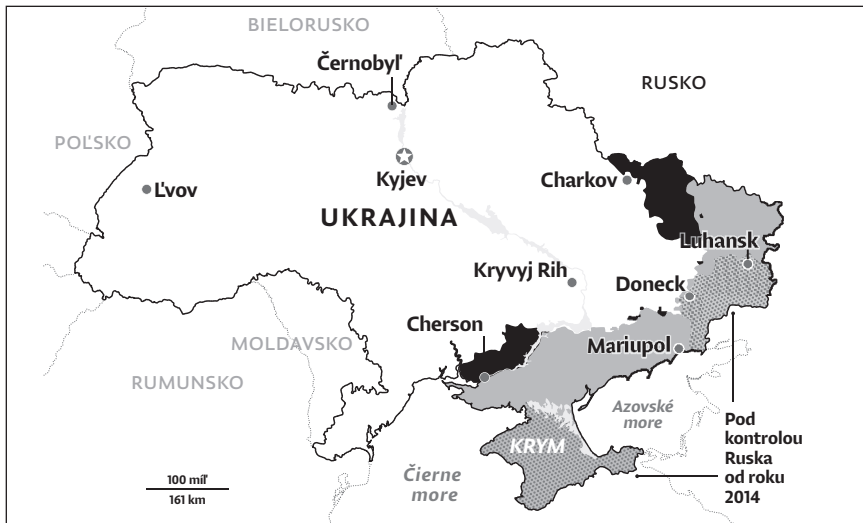 BIELORUSKO
Černobyľ
RUSKO
POĽSKO
Ľvov
Kyjev
Charkov
UKRAJINA
Luhansk
Kryvyj Rih
Doneck
Cherson
MOLDAVSKO
Mariupol
RUMUNSKO
Azovské
more
Pod
kontrolou
Ruska
od roku
2014
KRYM
Čierne
more
100 míľ
161 km